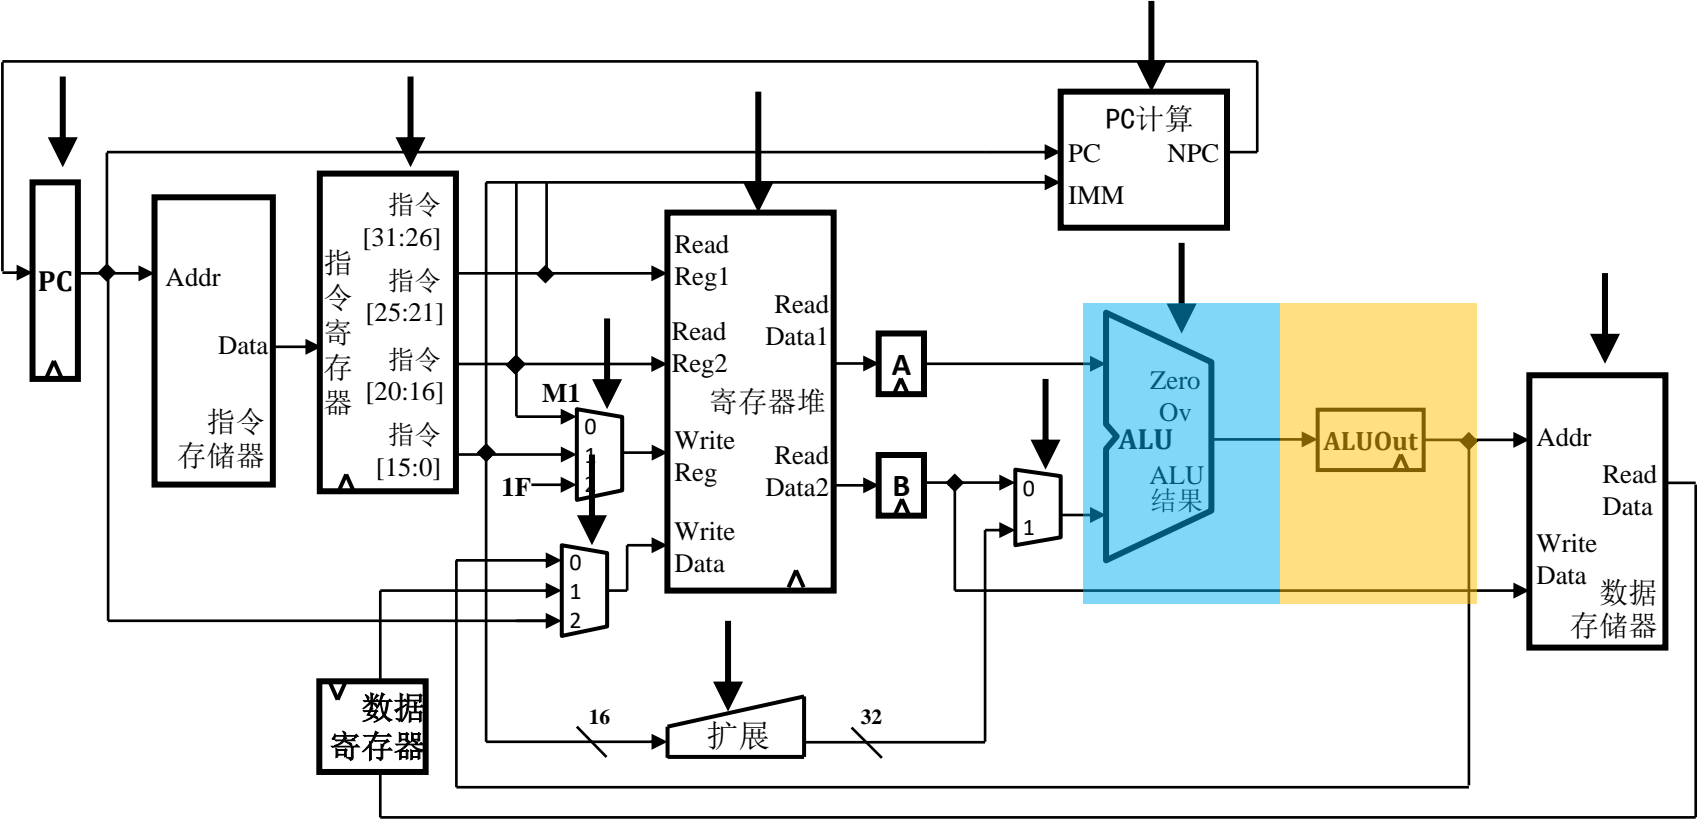 PC计算
PC
NPC
IMM
PC
Addr
Data
指令
存储器
指令寄存器
指令
[31:26]
指令
[25:21]
指令
[20:16]
指令
[15:0]
M1
0
1
2
1F
0
1
2
Read
Reg1
Read
Reg2
Write
Reg
Write
Data
Read
Data1
寄存器堆
Read
Data2
A
B
0
1
Zero
Ov
ALU
ALU
结果
ALUOut
Addr
Read
Data
Write
Data
数据
存储器
数据
寄存器
16
扩展
32